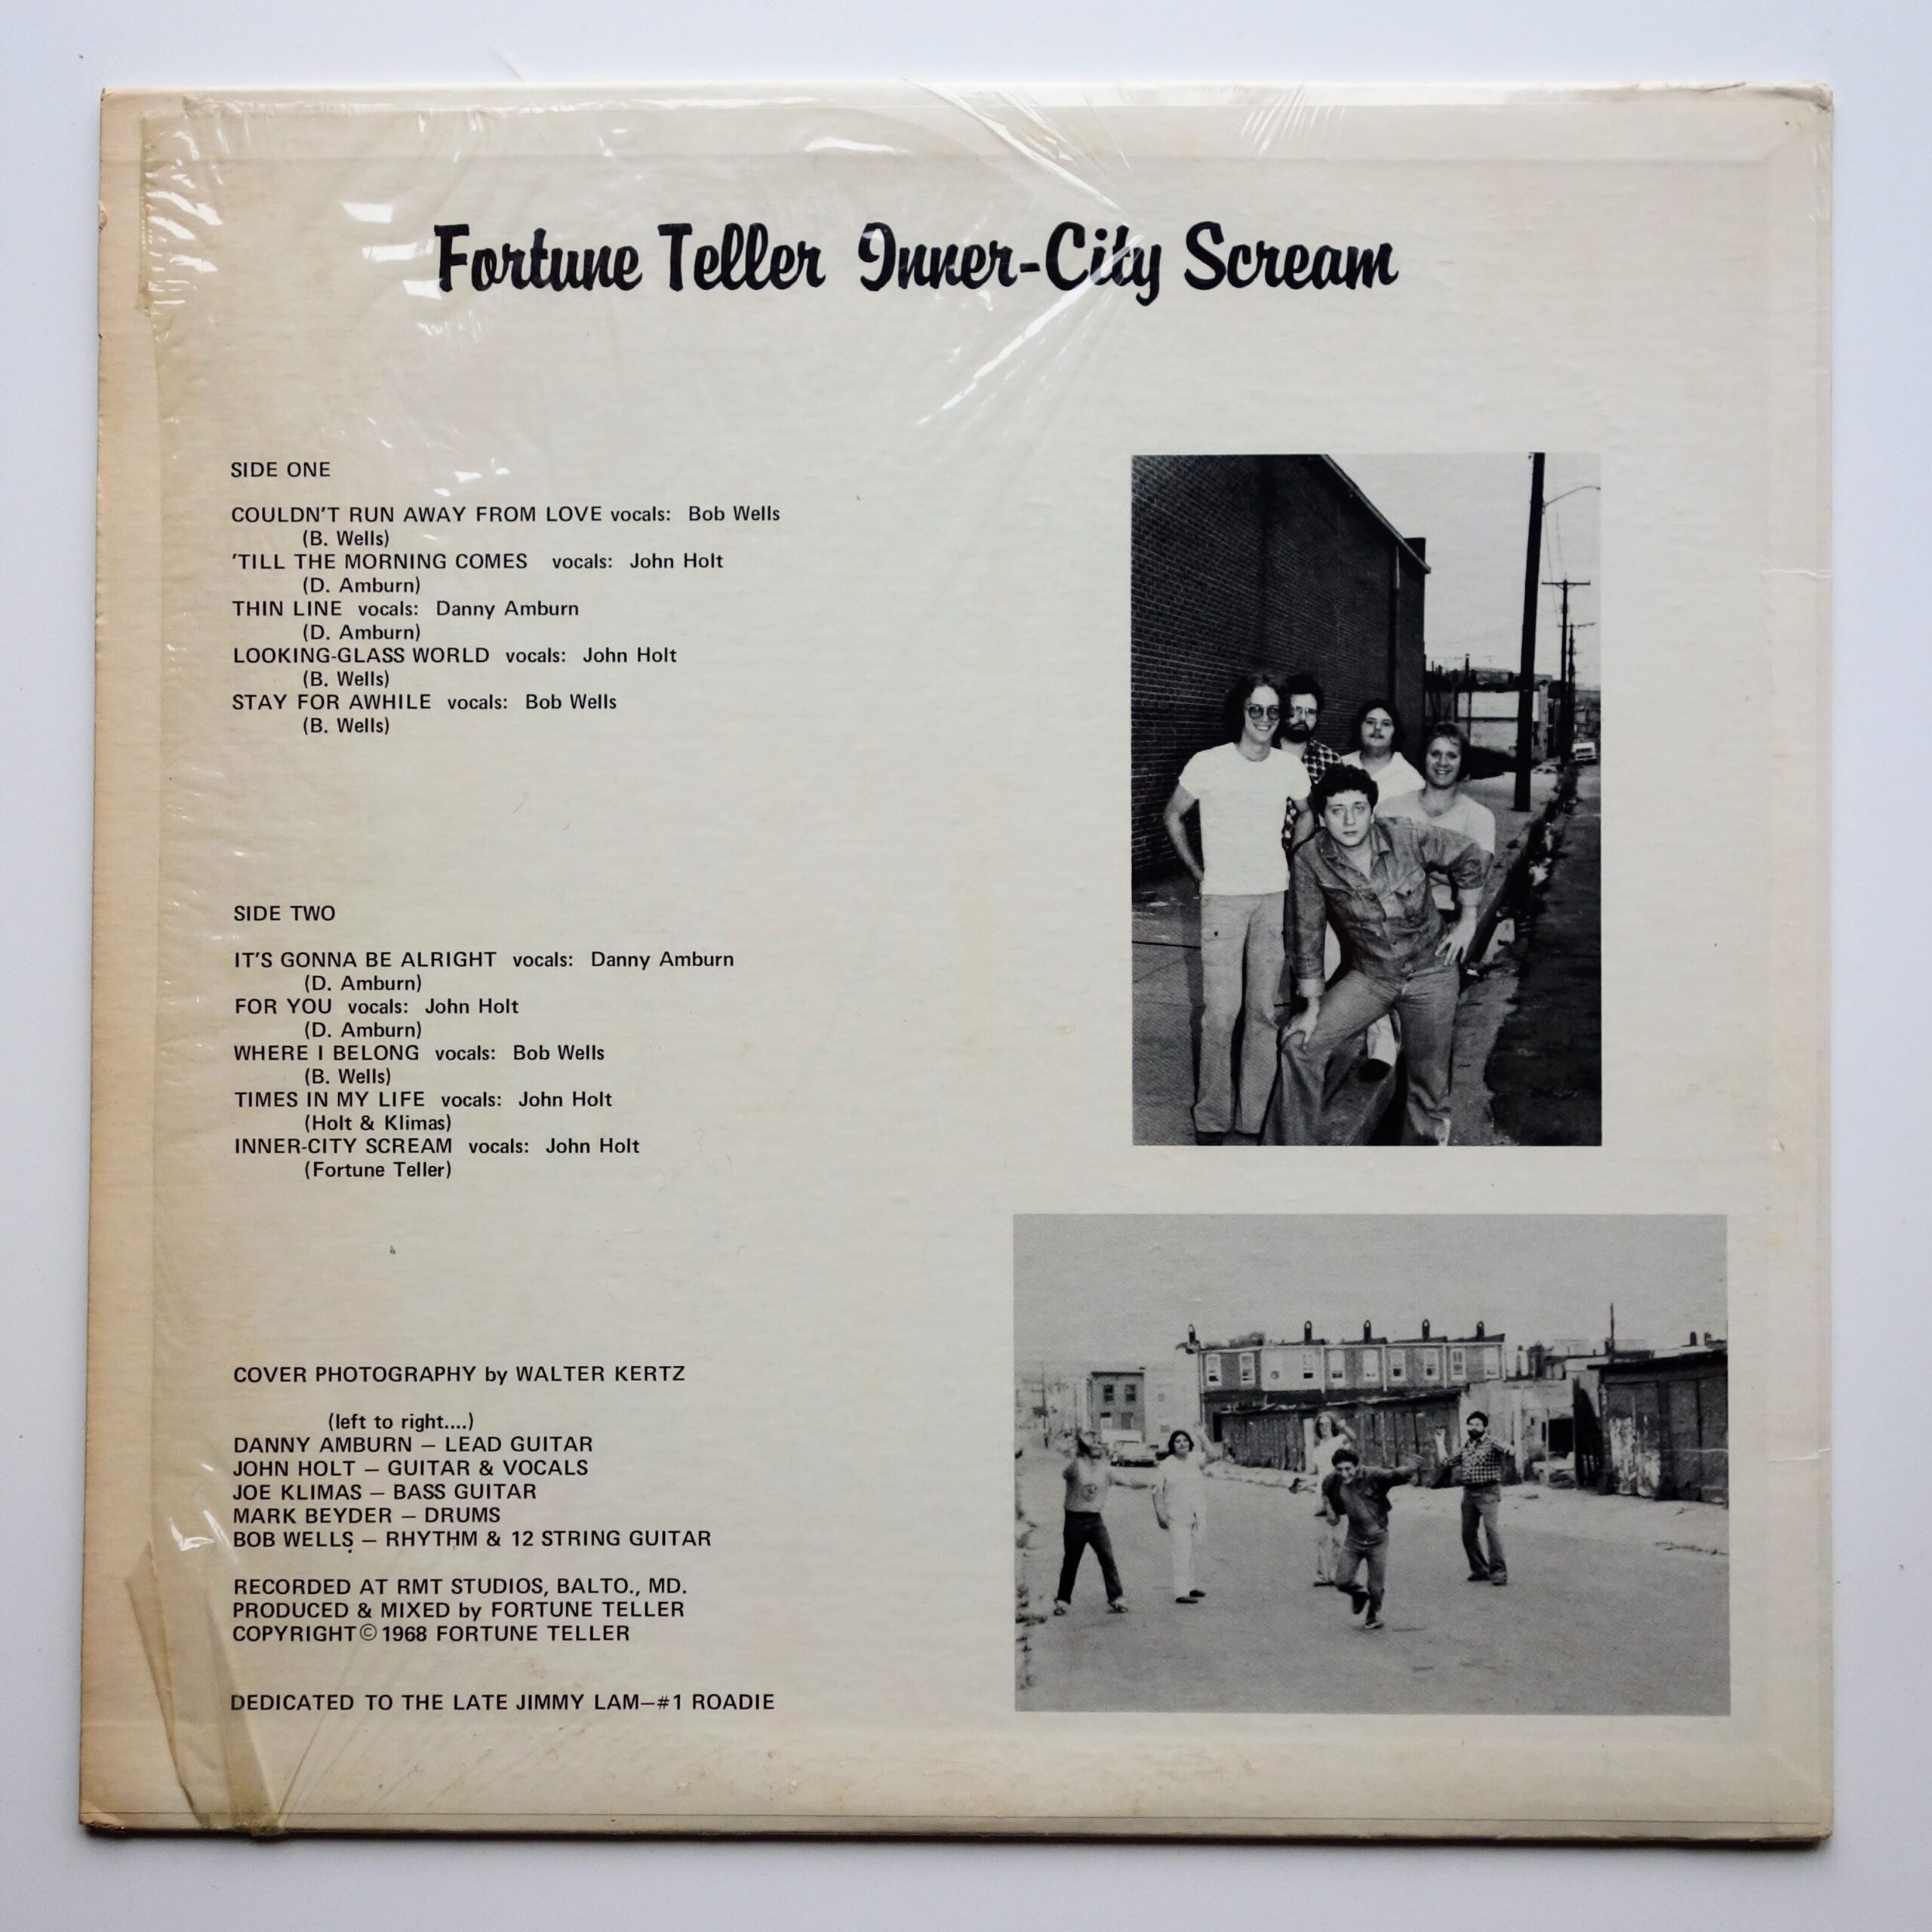 Fortune Teller Inner-City Scream
SIDE ONE
COULDN'T RUN AWAY FROM LOVE vocals: Bob Wells
(B. Wells)
'TILL THE MORNING COMES vocals: John Holt
(D. Amburn)
THIN LINE vocals: Danny Amburn
(D. Amburn)
LOOKING-GLASS WORLD vocals: John Holt
(B. Wells)
STAY FOR AWHILE vocals: Bob Wells
(B. Wells)
SIDE TWO
IT'S GONNA BE ALRIGHT vocals: Danny Amburn
(D. Amburn)
FOR YOU vocals: John Holt
(D. Amburn)
WHERE I BELONG vocals: Bob Wells
(B. Wells)
TIMES IN MY LIFE vocals: John Holt
(Holt & Klimas)
INNER-CITY SCREAM vocals: John Holt
(Fortune Teller)
COVER PHOTOGRAPHY by WALTER KERTZ
(left to right....)
DANNY AMBURN — LEAD GUITAR
JOHN HOLT — GUITAR & VOCALS
JOE KLIMAS — BASS GUITAR
MARK BEYDER — DRUMS
BOB WELLS — RHYTHM & 12 STRING GUITAR
RECORDED AT RMT STUDIOS, BALTO., MD.
PRODUCED & MIXED by FORTUNE TELLER
COPYRIGHT © 1968 FORTUNE TELLER
DEDICATED TO THE LATE JIMMY LAM—#1 ROADIE